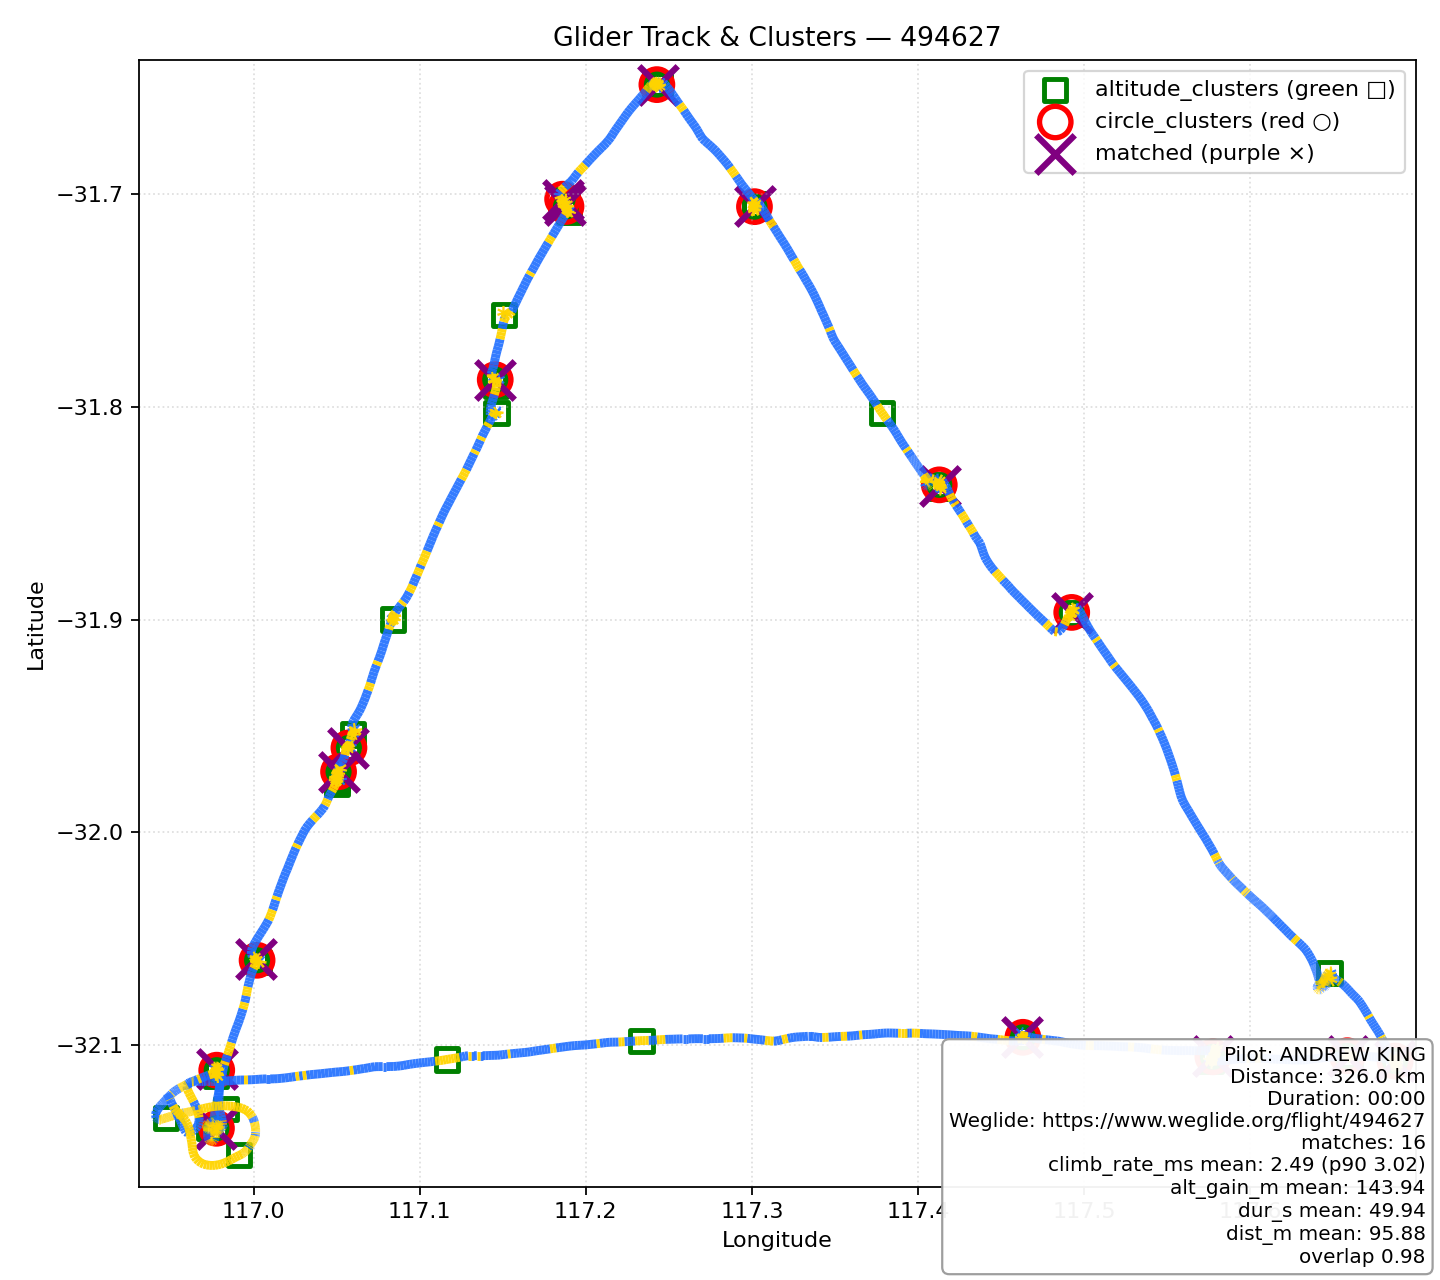 Glider Track & Clusters — 494627
altitude_clusters (green □)
circle_clusters (red ○)
matched (purple ×)
−31.7
−31.8
−31.9
−32.0
−32.1
Latitude
117.0
117.1
117.2
117.3
117.4
117.5
Longitude
Pilot: ANDREW KING
Distance: 326.0 km
Duration: 00:00
Weglide: https://www.weglide.org/flight/494627
matches: 16
climb_rate_ms mean: 2.49 (p90 3.02)
alt_gain_m mean: 143.94
dur_s mean: 49.94
dist_m mean: 95.88
overlap 0.98